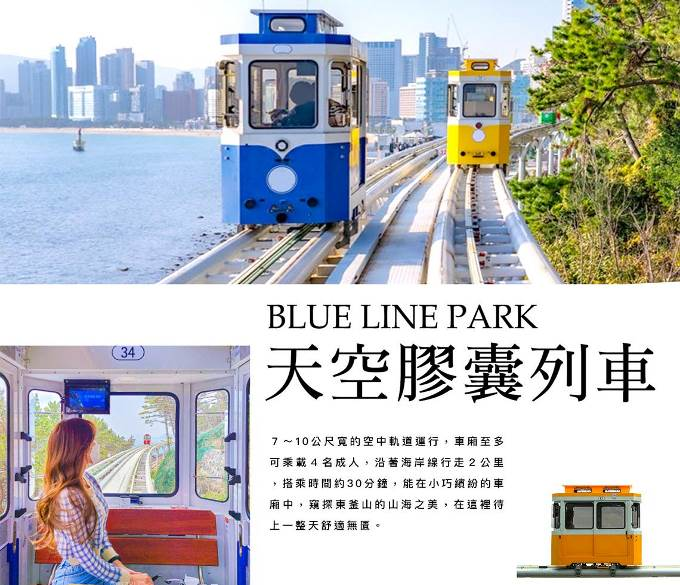 BLUE LINE PARK
天空膠囊列車
34
7～10公尺寬的空中軌道運行，車廂至多
可乘載4名成人，沿著海岸線行走2公里
，搭乘時間約30分鐘，能在小巧繽紛的車
廂中，窺探東釜山的山海之美，在這裡待
上一整天舒適無匱。